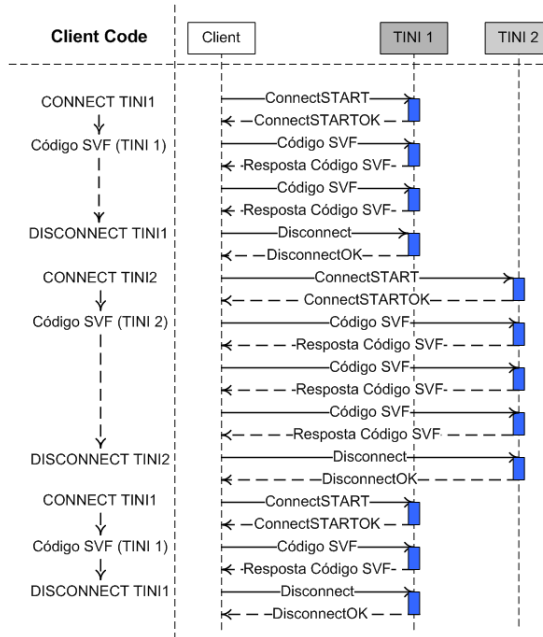 Client Code
Client
TINI 1
TINI 2
CONNECT TINI1
ConnectSTART
ConnectSTARTOK
Código SVF (TINI 1)
Código SVF
Resposta Código SVF
Código SVF
Resposta Código SVF
DISCONNECT TINI1
Disconnect
DisconnectOK
CONNECT TINI2
ConnectSTART
ConnectSTARTOK
Código SVF (TINI 2)
Código SVF
Resposta Código SVF
Código SVF
Resposta Código SVF
Código SVF
Resposta Código SVF
DISCONNECT TINI2
Disconnect
DisconnectOK
CONNECT TINI1
ConnectSTART
ConnectSTARTOK
Código SVF (TINI 1)
Código SVF
Resposta Código SVF
DISCONNECT TINI1
Disconnect
DisconnectOK